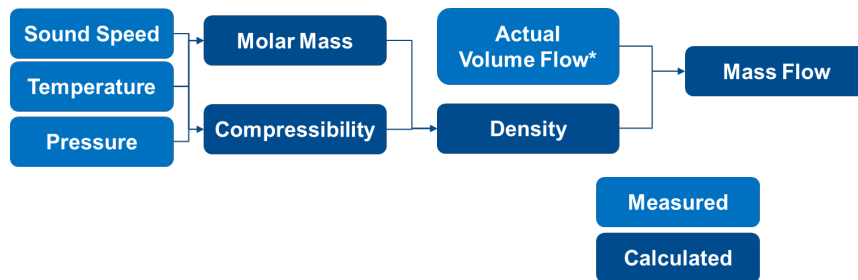 Sound Speed
Temperature
Pressure
Molar Mass
Compressibility
Actual
Volume Flow*
Density
Mass Flow
Measured
Calculated